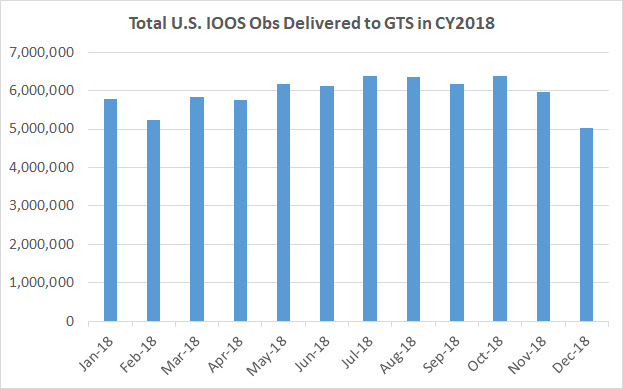 Total U.S. IOOS Obs Delivered to GTS in CY2018
7,000,000
6,000,000
5,000,000
4,000,000
3,000,000
2,000,000
1,000,000
0
Jan-18
Feb-18
Mar-18
Apr-18
May-18
Jun-18
Jul-18
Aug-18
Sep-18
Oct-18
Nov-18
Dec-18